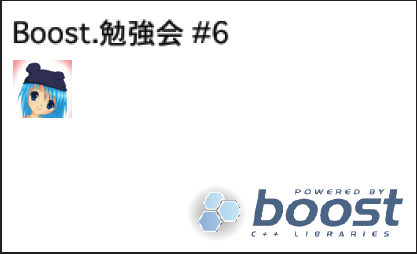 Boost.勉強会 #6
POWERED BY
boost
C++ LIBRARIES